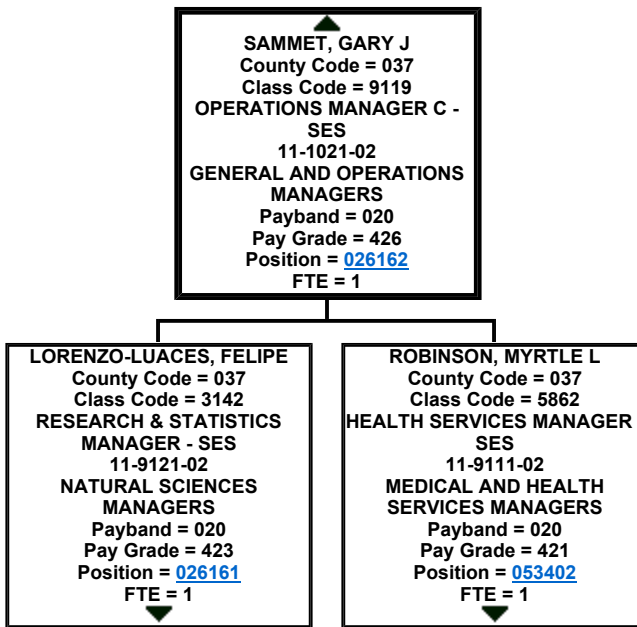 SAMMET, GARY J
County Code = 037
Class Code = 9119
OPERATIONS MANAGER C -
SES
11-1021-02
GENERAL AND OPERATIONS
MANAGERS
Payband = 020
Pay Grade = 426
Position = 026162
FTE = 1
LORENZO-LUACES, FELIPE
County Code = 037
Class Code = 3142
RESEARCH & STATISTICS
MANAGER - SES
11-9121-02
NATURAL SCIENCES
MANAGERS
Payband = 020
Pay Grade = 423
Position = 026161
FTE = 1
ROBINSON, MYRTLE L
County Code = 037
Class Code = 5862
HEALTH SERVICES MANAGER
SES
11-9111-02
MEDICAL AND HEALTH
SERVICES MANAGERS
Payband = 020
Pay Grade = 421
Position = 053402
FTE = 1